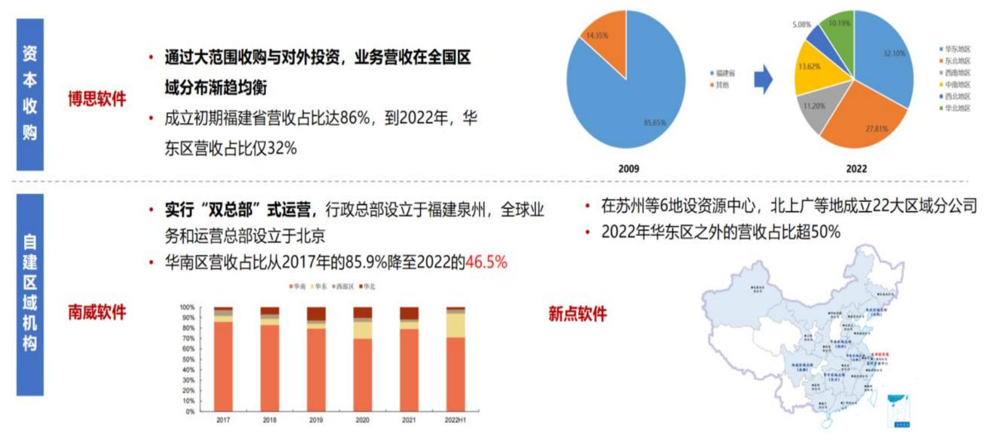 资本收购
博思软件
• 通过大范围收购与对外投资，业务营收在全国区
域分布渐趋均衡
• 成立初期福建省营收占比达86%，到2022年，华
东区营收占比仅32%
14.35%
85.65%
福建省
其他
2009
5.08%
10.19%
32.10%
13.62%
11.20%
27.81%
华东地区
东北地区
西南地区
中南地区
西北地区
华北地区
2022
自建区域机构
南威软件
• 实行“双总部”式运营，行政总部设立于福建泉州，全球业
务和运营总部设立于北京
• 华南区营收占比从2017年的85.9%降至2022的46.5%
华南 华东 西部区 华北
100%
90%
80%
70%
60%
50%
40%
30%
20%
10%
0%
2017 2018 2019 2020 2021 2022H1
新点软件
• 在苏州等6地设资源中心，北上广等地成立22大区域分公司
• 2022年华东区之外的营收占比超50%